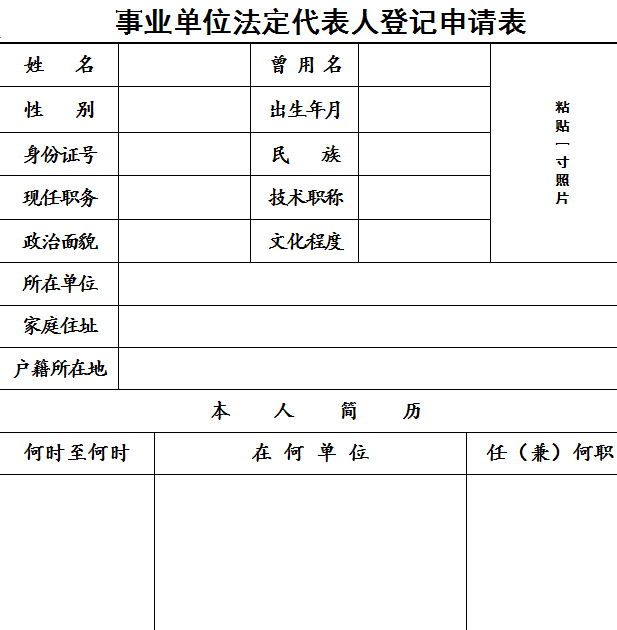 事业单位法定代表人登记申请表
姓 名 曾用名
粘贴一寸照片
性 别 出生年月
身份证号 民 族
现任职务 技术职称
政治面貌 文化程度
所在单位
家庭住址
户籍所在地
本 人 简 历
何时至何时 在何单位 任（兼）何职